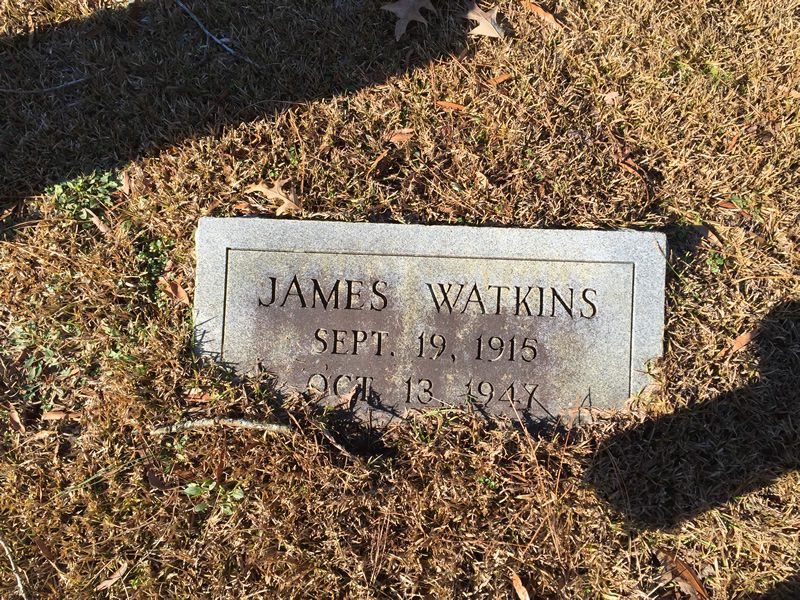 JAMES WATKINS
SEPT. 19, 1915
OCT. 13 1947